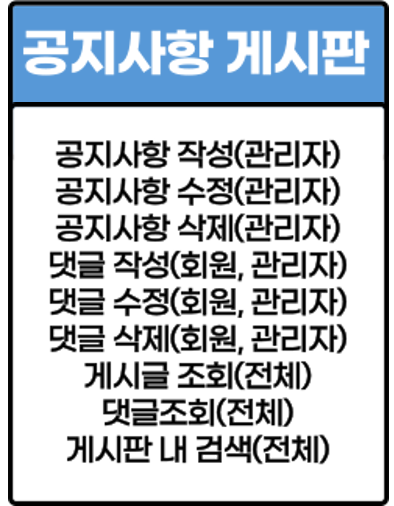 공지사항 게시판
공지사항 작성(관리자)
공지사항 수정(관리자)
공지사항 삭제(관리자)
댓글 작성(회원, 관리자)
댓글 수정(회원, 관리자)
댓글 삭제(회원, 관리자)
게시글 조회(전체)
댓글조회(전체)
게시판 내 검색(전체)